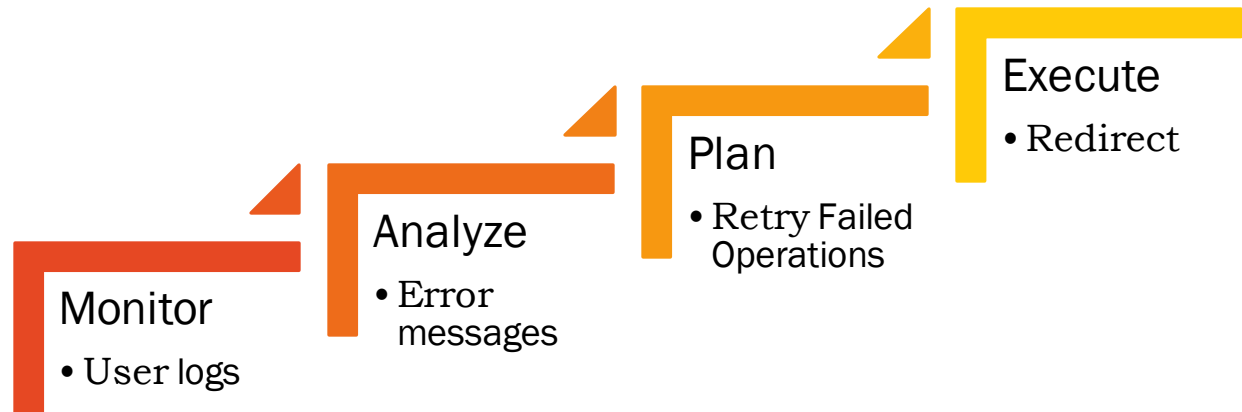 Monitor
• User logs
Analyze
• Error
messages
Plan
• Retry Failed
Operations
Execute
• Redirect